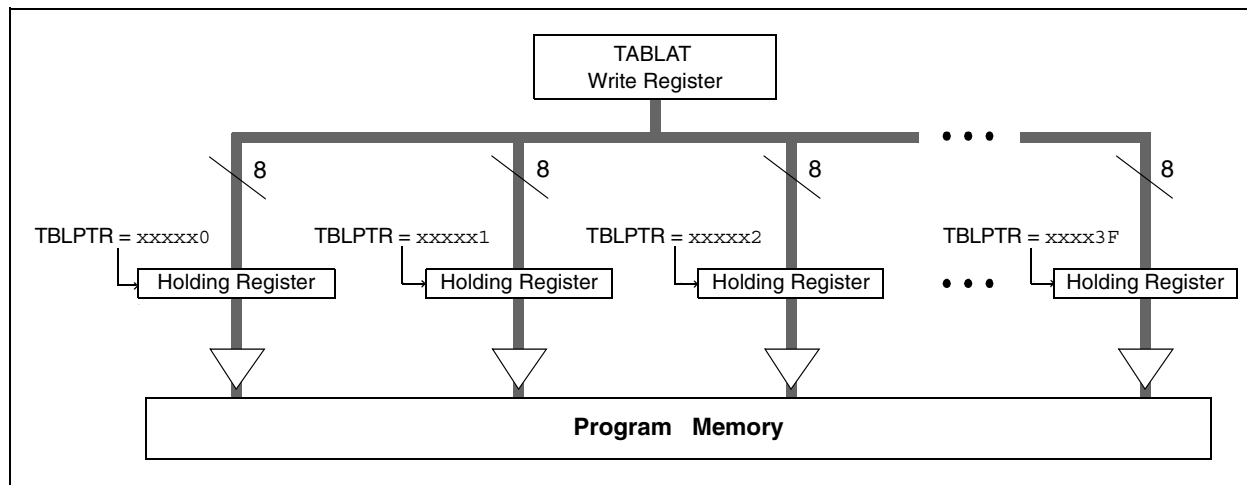 TABLAT
Write Register
8 8 8 8
TBLPTR = xxxxx0 TBLPTR = xxxxx1 TBLPTR = xxxxx2 TBLPTR = xxxx3F
Holding Register Holding Register Holding Register Holding Register
Program Memory